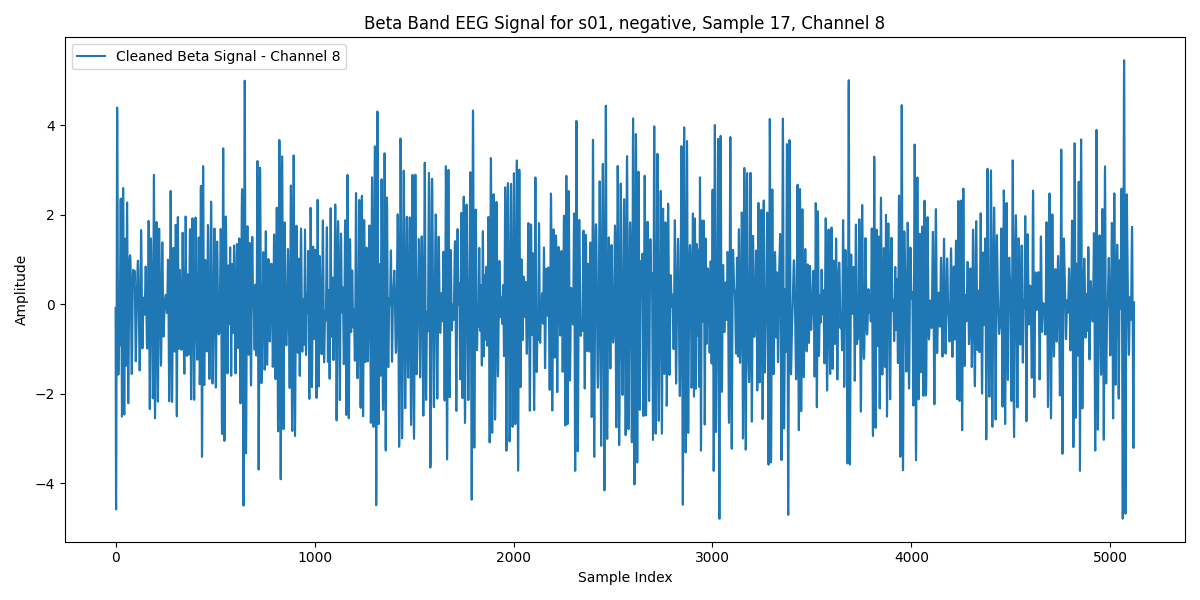 Beta Band EEG Signal for s01, negative, Sample 17, Channel 8
Cleaned Beta Signal - Channel 8
Amplitude
4
2
0
−2
−4
0 1000 2000 3000 4000 5000
Sample Index